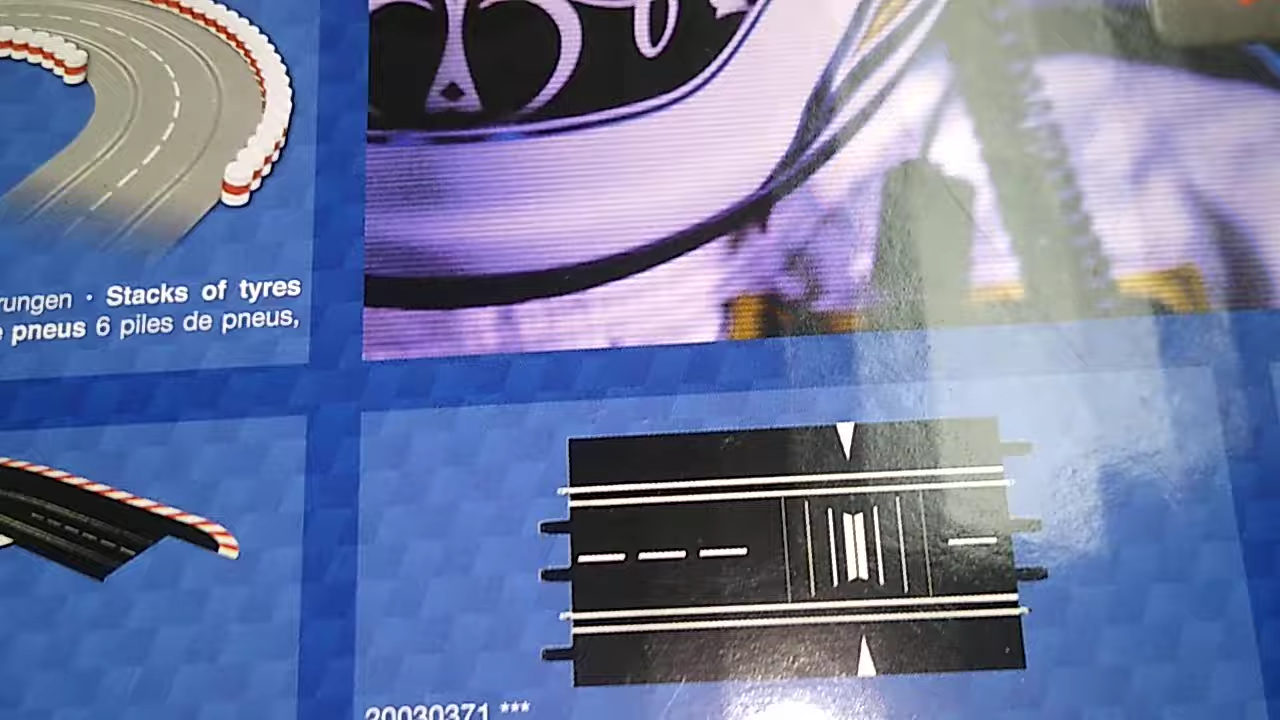 rungen · Stacks of tyres
pneus 6 piles de pneus,
20030371 ***